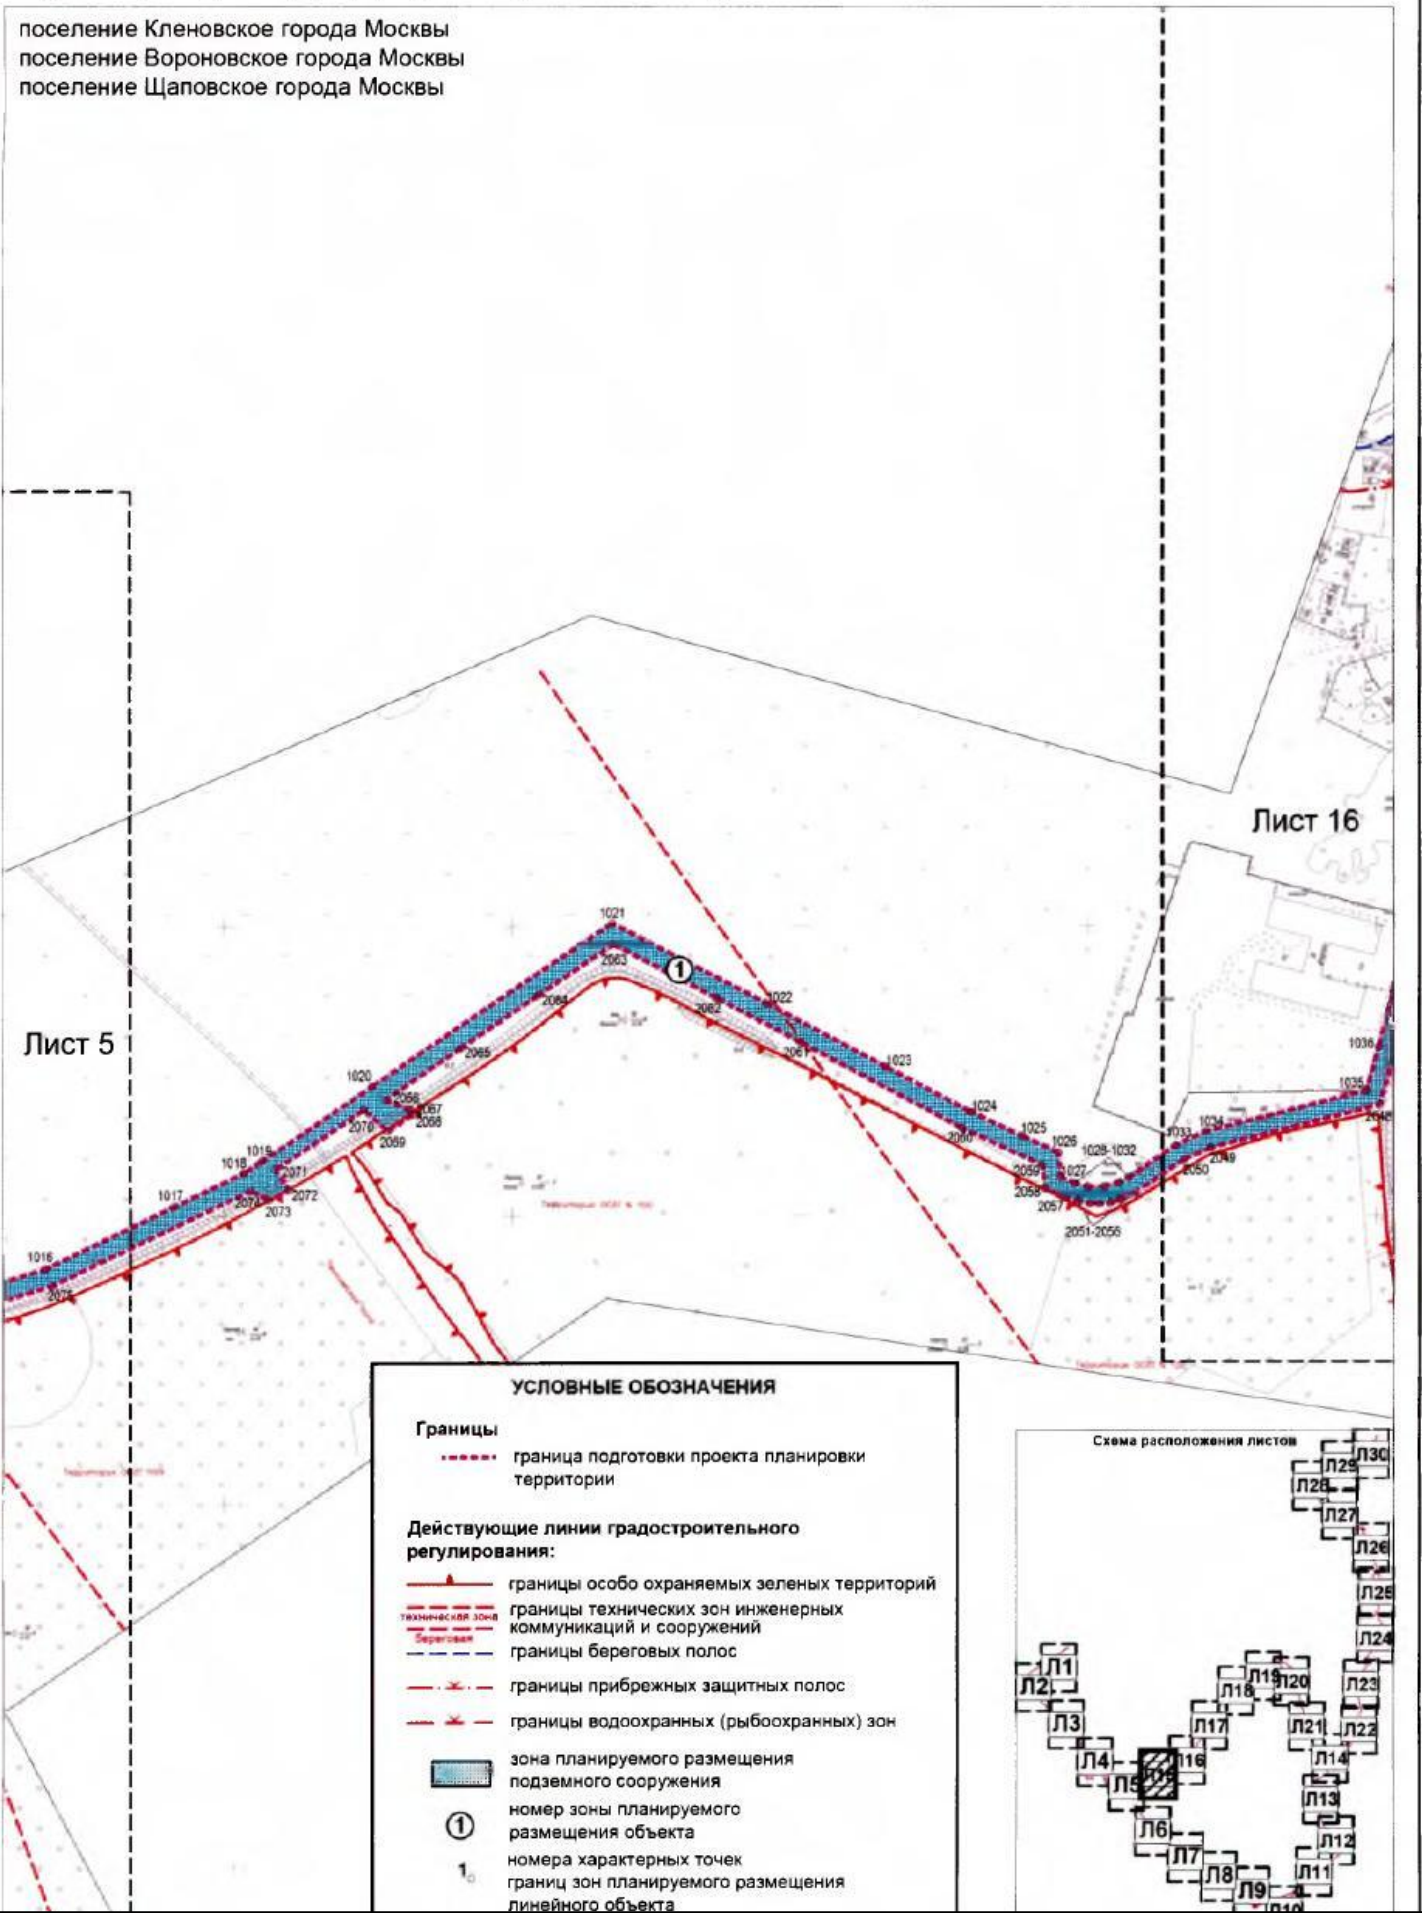 поселение Кленовское города Москвы
поселение Вороновское города Москвы
поселение Щаповское города Москвы
Лист 16
1021
2063
1
2064
2062
1022
Лист 5
2065
2061
1036
1023
1020
1035
2067
2068
2070
2069
1024
2060
1025
1026
1033
1034
2048
1019
1018
2071
2059
1027
1028-1032
2050
2049
2072
2074
2073
2058
2057
1017
2051-2056
1016
2075
УСЛОВНЫЕ ОБОЗНАЧЕНИЯ
Границы
граница подготовки проекта планировки
территории
Действующие линии градостроительного
регулирования:
границы особо охраняемых зеленых территорий
техническая зона
границы технических зон инженерных
коммуникаций и сооружений
береговая
границы береговых полос
границы прибрежных защитных полос
границы водоохранных (рыбоохранных) зон
зона планируемого размещения
подземного сооружения
1
номер зоны планируемого
размещения объекта
1
номера характерных точек
границ зон планируемого размещения
линейного объекта
Схема расположения листов
Л30
Л29
Л28
Л27
Л26
Л25
Л24
Л1
Л2
Л19
Л20
Л23
Л18
Л3
Л17
Л21
Л22
Л4
Л16
Л14
Л5
Л13
Л6
Л12
Л7
Л8
Л11
Л9
Л10